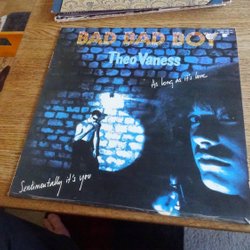 BAD BAD BOY
Theo Vaness
As long as it's love
Sentimentally it's you